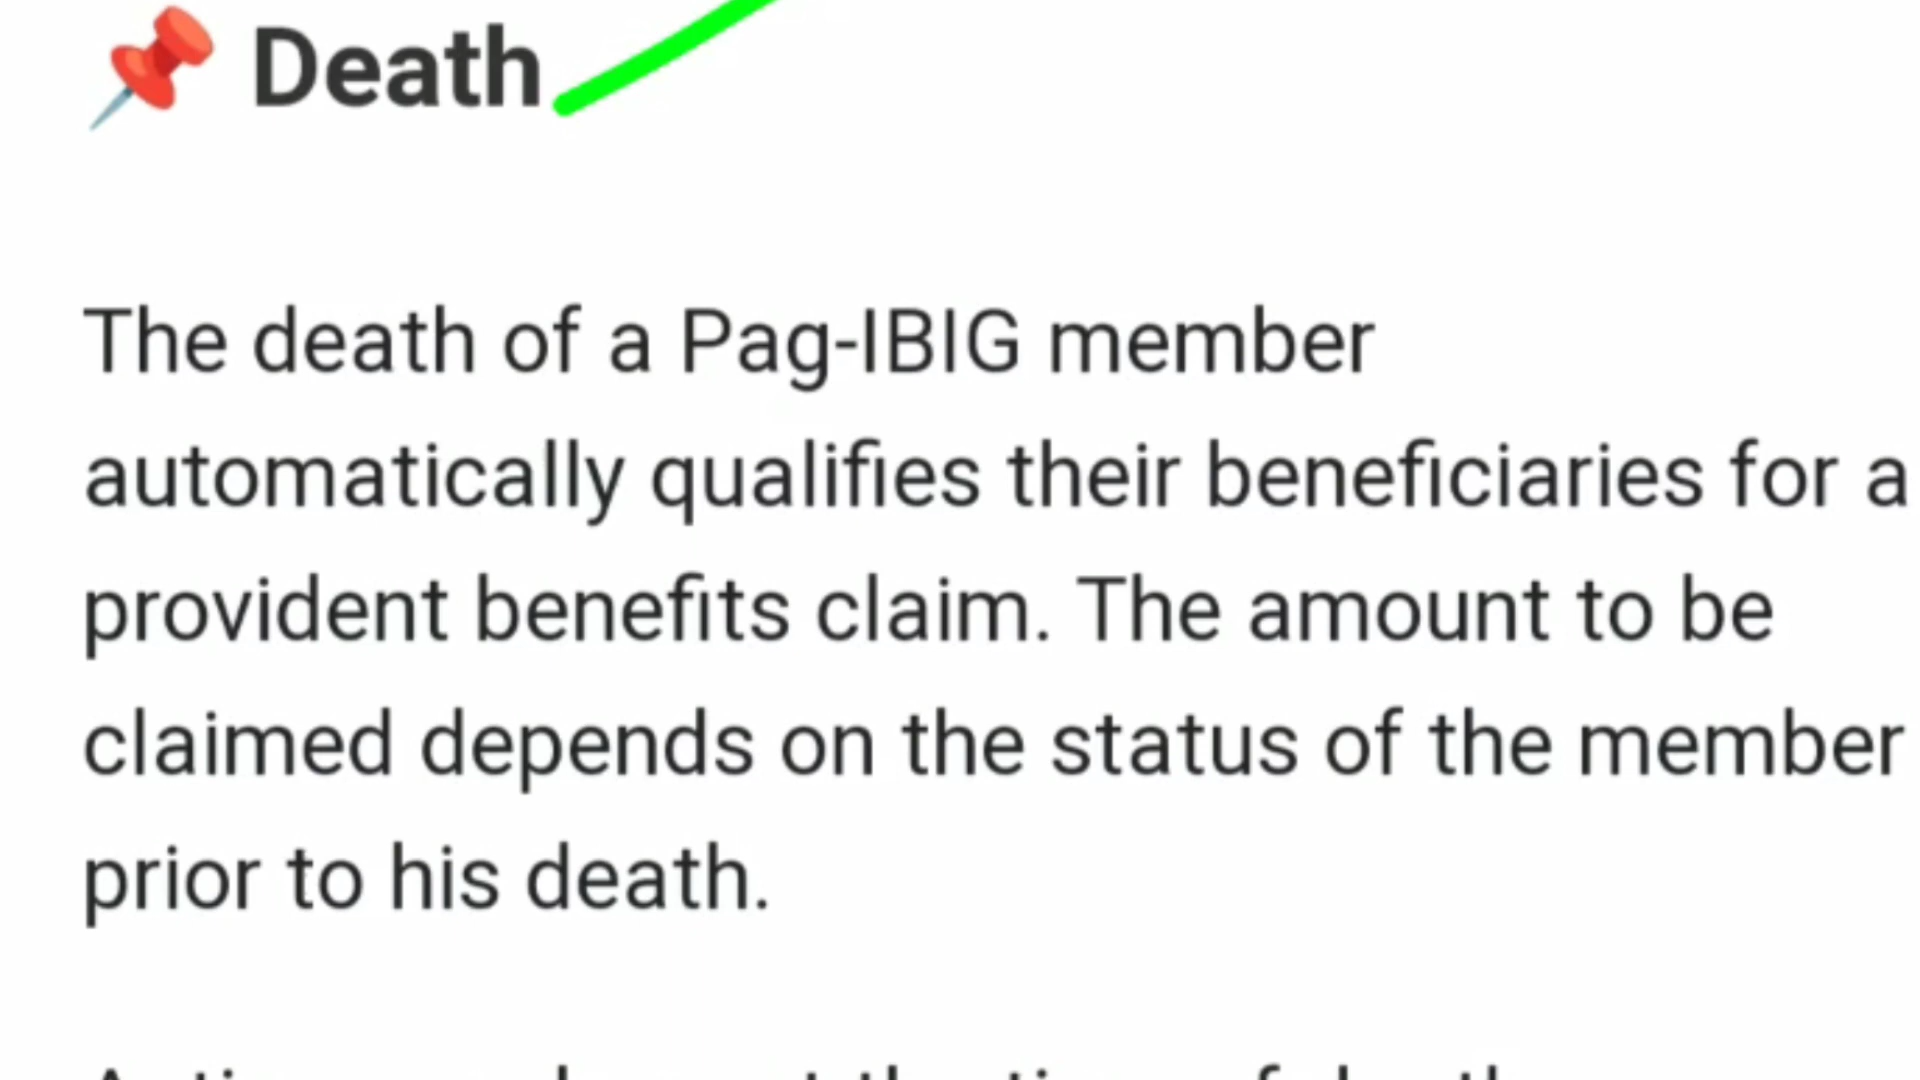 Death
The death of a Pag-IBIG member
automatically qualifies their beneficiaries for a
provident benefits claim. The amount to be
claimed depends on the status of the member
prior to his death.